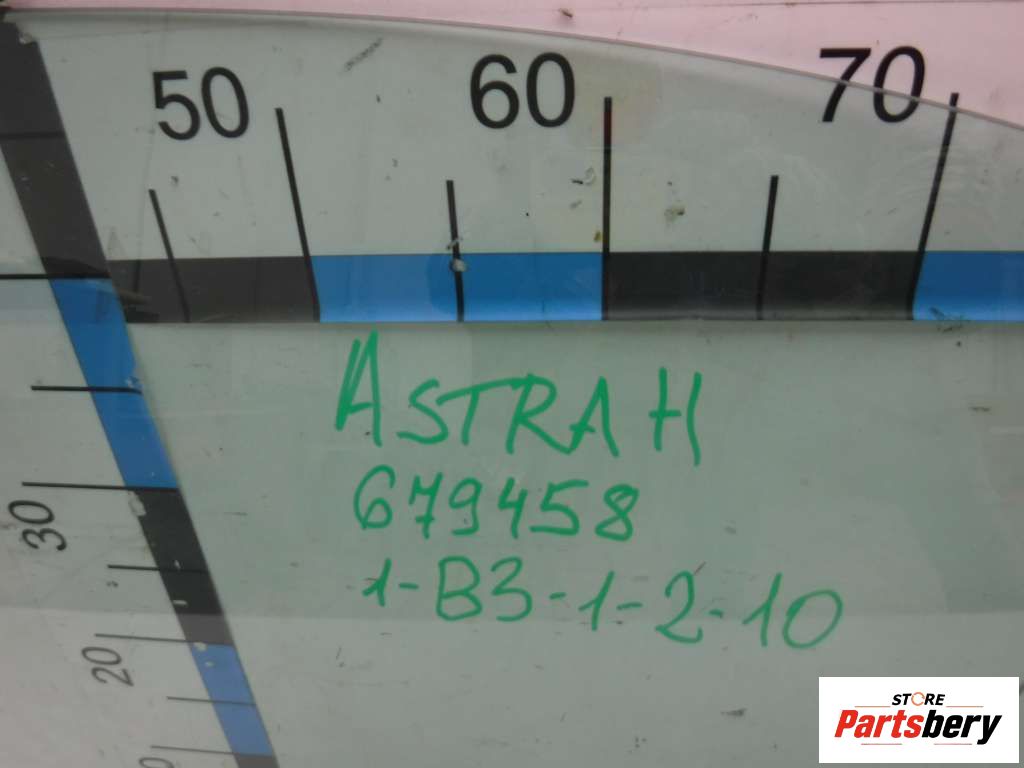 50 60 70
ASTRA H
679458
30
1-B3-1-2-10
20
STORE
Partsbery